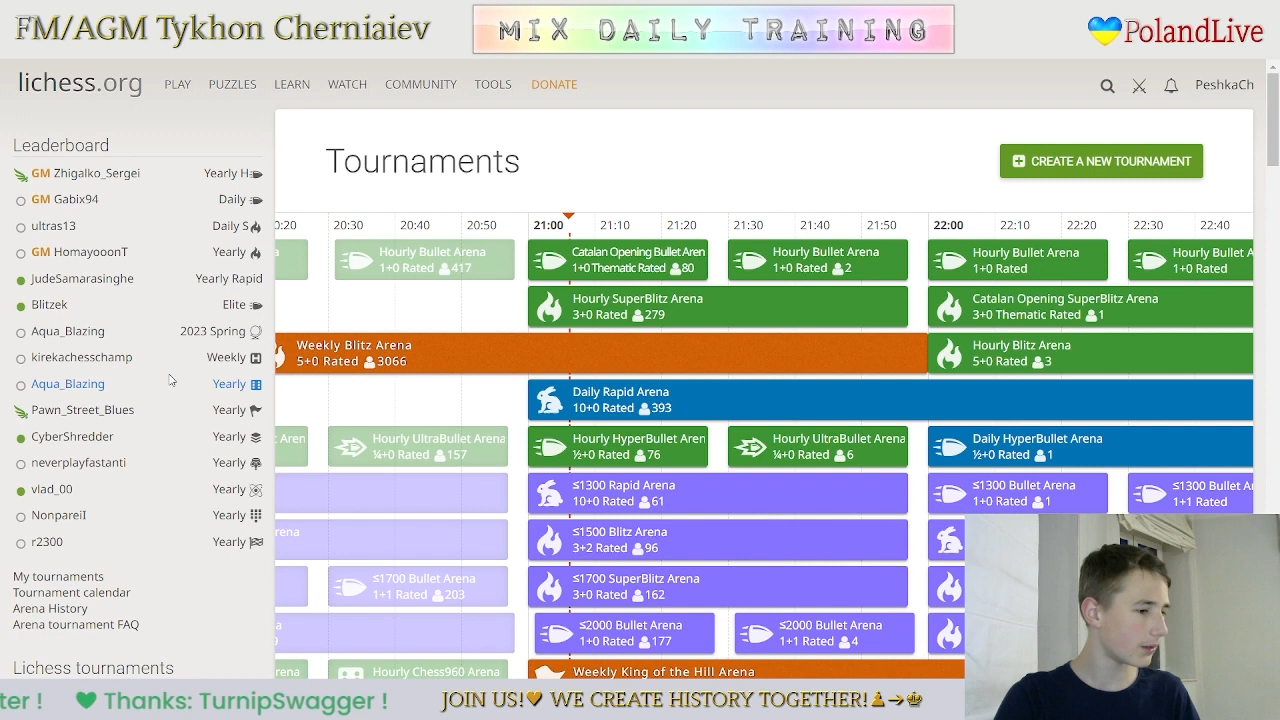 FM/AGM Tykhon Cherniaiev
MIX DAILY TRAINING
PolandLive
lichess.org
PLAY PUZZLES LEARN WATCH COMMUNITY TOOLS DONATE
PeshkaCh
Leaderboard
GM Zhigalko_Sergei Yearly H
GM Gabix94 Daily
ultras13 Daily S
GM HomayooonT Yearly
JudeSamarasinghe Yearly Rapid
Blitzek Elite
Aqua_Blazing 2023 Spring
kirekachesschamp Weekly
Aqua_Blazing Yearly
Pawn_Street_Blues Yearly
CyberShredder Yearly
neverplayfastanti Yearly
vlad_00 Yearly
Nonpareil Yearly
r2300 Yearly
My tournaments
Tournament calendar
Arena History
Arena tournament FAQ
Lichess tournaments
Tournaments
CREATE A NEW TOURNAMENT
0:20 20:30 20:40 20:50 21:00 21:10 21:20 21:30 21:40 21:50 22:00 22:10 22:20 22:30 22:40
Hourly Bullet Arena
1+0 Rated 417
Catalan Opening Bullet Aren
1+0 Thematic Rated 80
Hourly Bullet Arena
1+0 Rated 2
Hourly Bullet Arena
1+0 Rated
Hourly Bullet A
1+0 Rated
Hourly SuperBlitz Arena
3+0 Rated 279
Catalan Opening SuperBlitz Arena
3+0 Thematic Rated 1
Weekly Blitz Arena
5+0 Rated 3066
Hourly Blitz Arena
5+0 Rated 3
Daily Rapid Arena
10+0 Rated 393
Aren
Hourly UltraBullet Arena
¼+0 Rated 157
Hourly HyperBullet Aren
½+0 Rated 76
Hourly UltraBullet Arena
¼+0 Rated 6
Daily HyperBullet Arena
½+0 Rated 1
≤1300 Rapid Arena
10+0 Rated 61
≤1300 Bullet Arena
1+0 Rated 1
≤1300 Bullet Ar
1+1 Rated
rena
≤1500 Blitz Arena
3+2 Rated 96
≤1700 Bullet Arena
1+1 Rated 203
≤1700 SuperBlitz Arena
3+0 Rated 162
≤2000 Bullet Arena
1+0 Rated 177
≤2000 Bullet Arena
1+1 Rated 4
Hourly Chess960 Arena
Weekly King of the Hill Arena
ter ! Thanks: TurnipSwagger ! JOIN US!♥ WE CREATE HISTORY TOGETHER!♟→♚